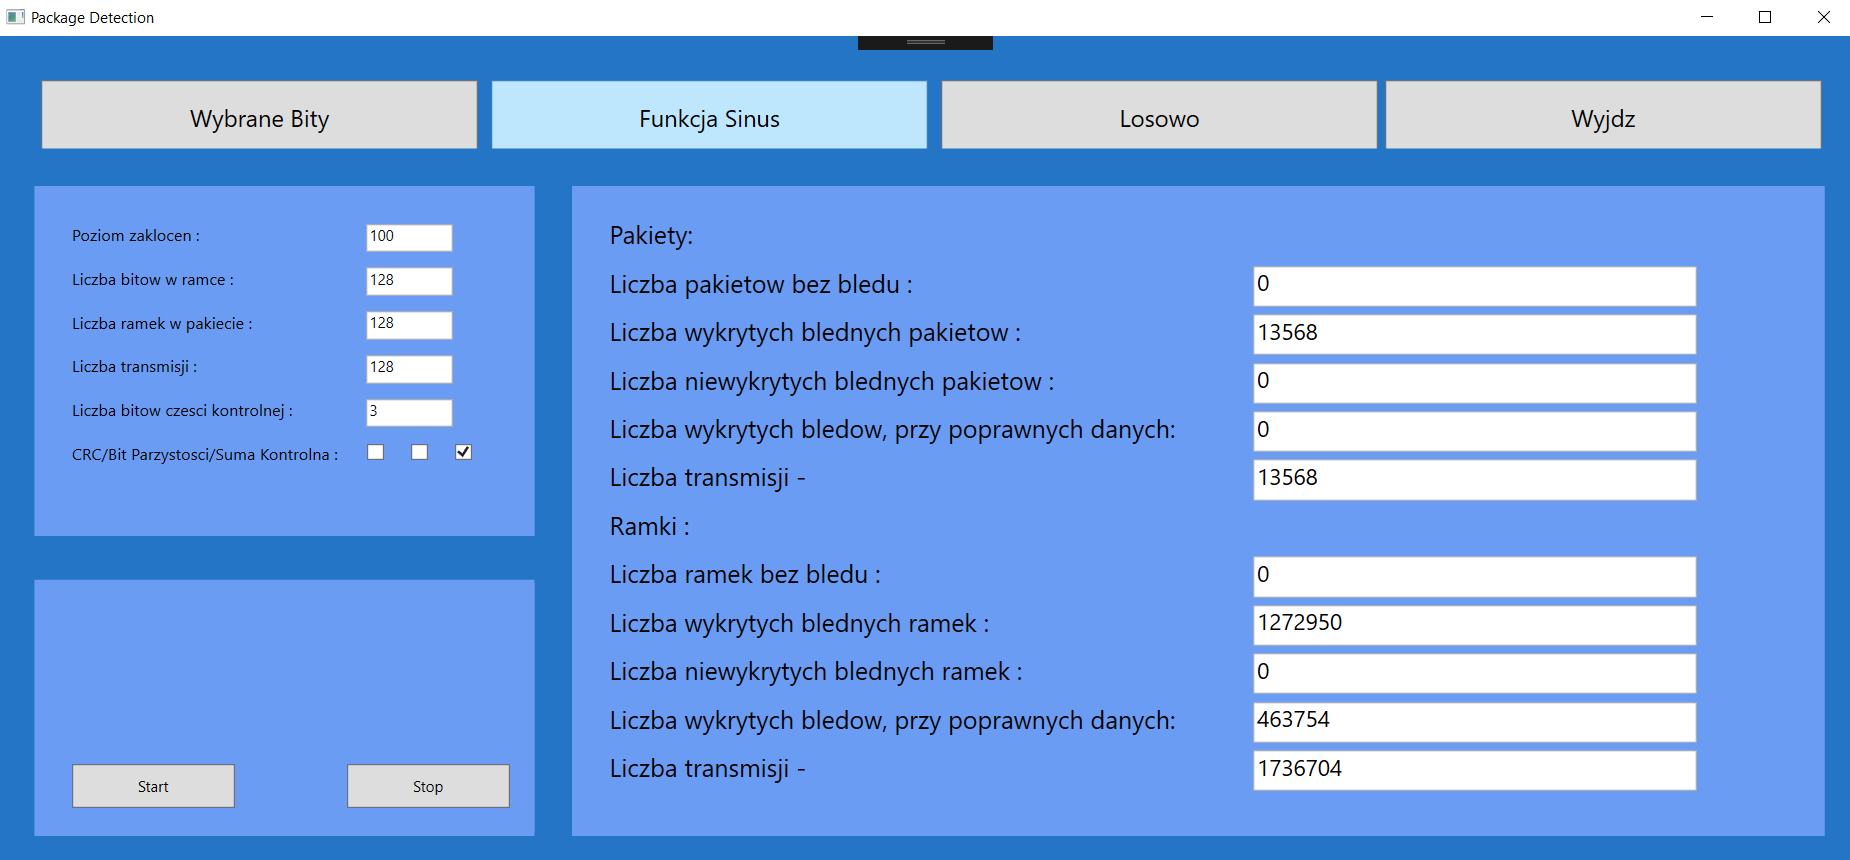 Package Detection
Wybrane Bity
Funkcja Sinus
Losowo
Wyjdz
Poziom zaklocen : 100
Liczba bitow w ramce : 128
Liczba ramek w pakiecie : 128
Liczba transmisji : 128
Liczba bitow czesci kontrolnej : 3
CRC/Bit Parzystosci/Suma Kontrolna :
Start
Stop
Pakiety:
Liczba pakietow bez bledu : 0
Liczba wykrytych blednych pakietow : 13568
Liczba niewykrytych blednych pakietow : 0
Liczba wykrytych bledow, przy poprawnych danych: 0
Liczba transmisji - 13568
Ramki :
Liczba ramek bez bledu : 0
Liczba wykrytych blednych ramek : 1272950
Liczba niewykrytych blednych ramek : 0
Liczba wykrytych bledow, przy poprawnych danych: 463754
Liczba transmisji - 1736704